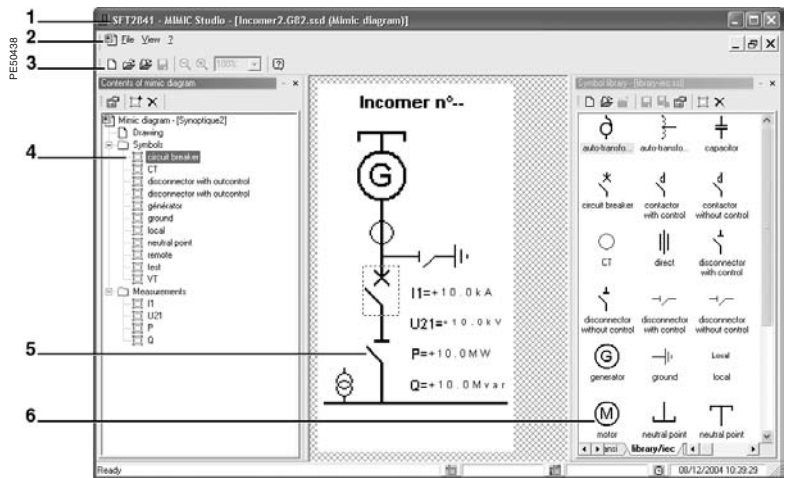 1
SFT2841 - MIMIC Studio - [Incomer2.G82.ssd (Mimic diagram)]
2
File View ?
3
100%
PE50438
Contents of mimic diagram
Mimic diagram - [Synoptique2]
Drawing
Symbols
4
circuit breaker
CT
disconnector with outcontrol
disconnector with outcontrol
générator
ground
local
neutral point
remote
test
VT
Measurements
I1
U21
P
Q
Incomer n°--
G
I1=+10.0kA
U21=+10.0kV
5
P=+10.0MW
Q=+10.0Mvar
Symbol library - [library-iec.ssl]
auto-transfo... auto-transfo... capacitor
circuit breaker contactor with control contactor without control
CT direct disconnector with control
disconnector without control disconnector with control disconnector without control
G Local
generator ground local
6
M
motor neutral point neutral point
ansi library/iec
Ready
08/12/2004 10:39:29